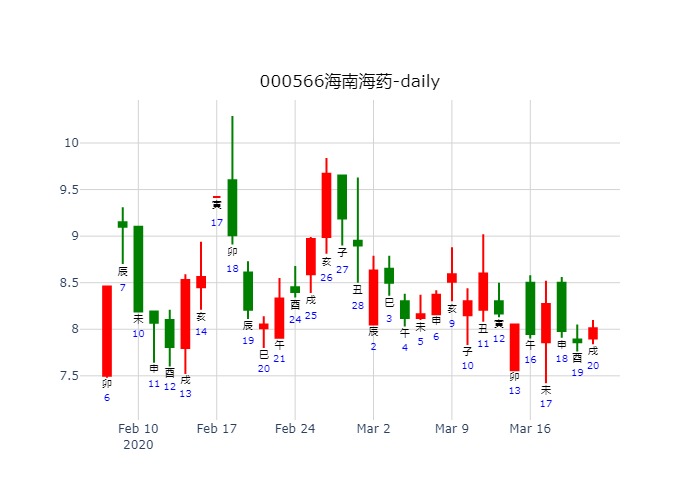 000566海南海药-daily
10
9.5
9
8.5
8
7.5
卯
6
辰
7
未
10
申
11
酉
12
戌
13
亥
14
寅
17
卯
18
辰
19
巳
20
午
21
酉
24
戌
25
亥
26
子
27
丑
28
辰
2
巳
3
午
4
未
5
申
6
亥
9
子
10
丑
11
寅
12
卯
13
午
16
未
17
申
18
酉
19
戌
20
Feb 10
2020
Feb 17
Feb 24
Mar 2
Mar 9
Mar 16